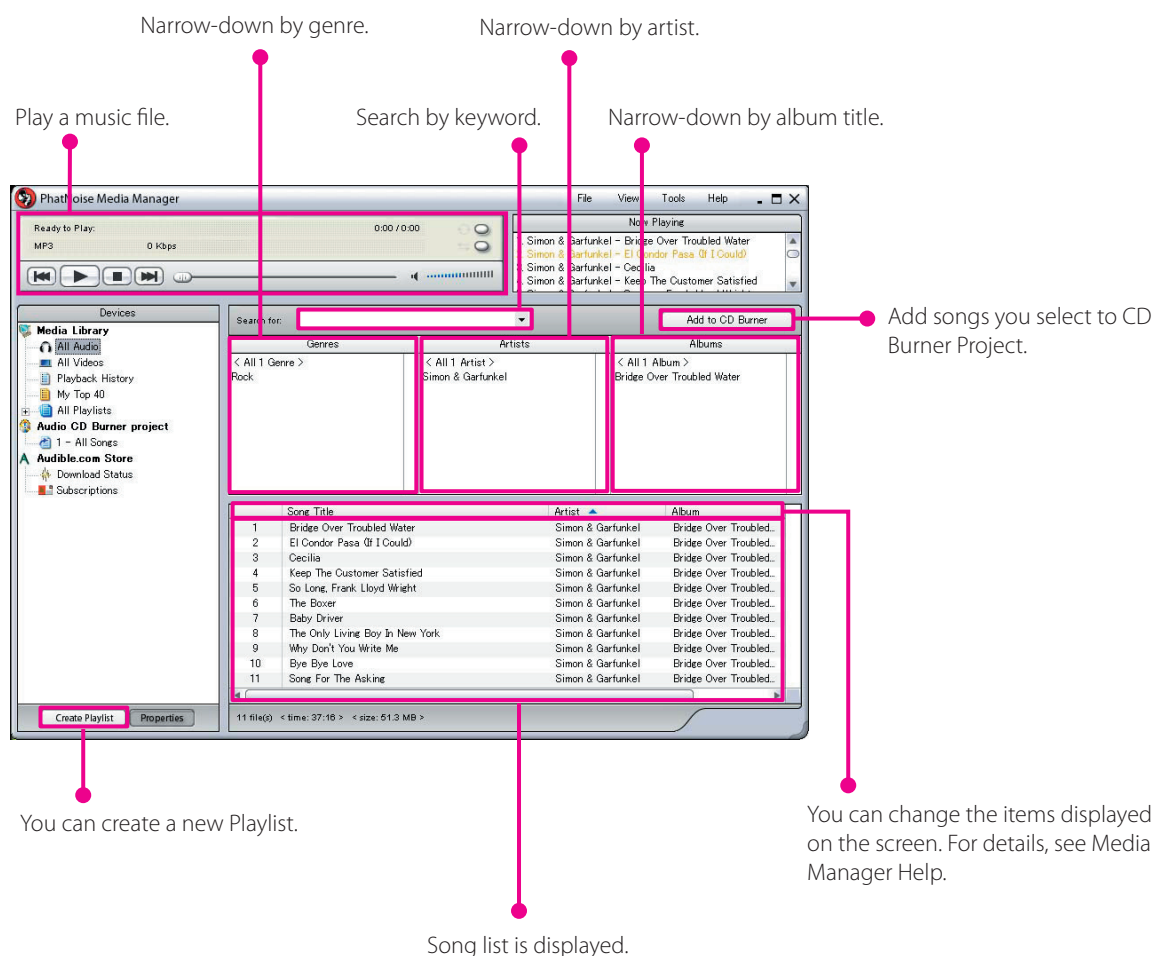 Narrow-down by genre.
Narrow-down by artist.
Play a music file.
Search by keyword.
Narrow-down by album title.
PhatNoise Media Manager
File View Tools Help
Ready to Play: 0:00 / 0:00
MP3 0 Kbps
Now Playing
. Simon & Garfunkel - Bridge Over Troubled Water
. Simon & Garfunkel - El Condor Pasa (If I Could)
. Simon & Garfunkel - Cecilia
. Simon & Garfunkel - Keep The Customer Satisfied
Devices
Media Library
All Audio
All Videos
Playback History
My Top 40
All Playlists
Audio CD Burner project
1 - All Songs
Audible.com Store
Download Status
Subscriptions
Create Playlist Properties
Search for:
Add to CD Burner
Add songs you select to CD
Burner Project.
Genres
< All 1 Genre >
Rock
Artists
< All 1 Artist >
Simon & Garfunkel
Albums
< All 1 Album >
Bridge Over Troubled Water
Song Title Artist Album
1 Bridge Over Troubled Water Simon & Garfunkel Bridge Over Troubled...
2 El Condor Pasa (If I Could) Simon & Garfunkel Bridge Over Troubled...
3 Cecilia Simon & Garfunkel Bridge Over Troubled...
4 Keep The Customer Satisfied Simon & Garfunkel Bridge Over Troubled...
5 So Long, Frank Lloyd Wright Simon & Garfunkel Bridge Over Troubled...
6 The Boxer Simon & Garfunkel Bridge Over Troubled...
7 Baby Driver Simon & Garfunkel Bridge Over Troubled...
8 The Only Living Boy In New York Simon & Garfunkel Bridge Over Troubled...
9 Why Don't You Write Me Simon & Garfunkel Bridge Over Troubled...
10 Bye Bye Love Simon & Garfunkel Bridge Over Troubled...
11 Song For The Asking Simon & Garfunkel Bridge Over Troubled...
11 file(s) < time: 37:16 > < size: 51.3 MB >
You can create a new Playlist.
You can change the items displayed
on the screen. For details, see Media
Manager Help.
Song list is displayed.